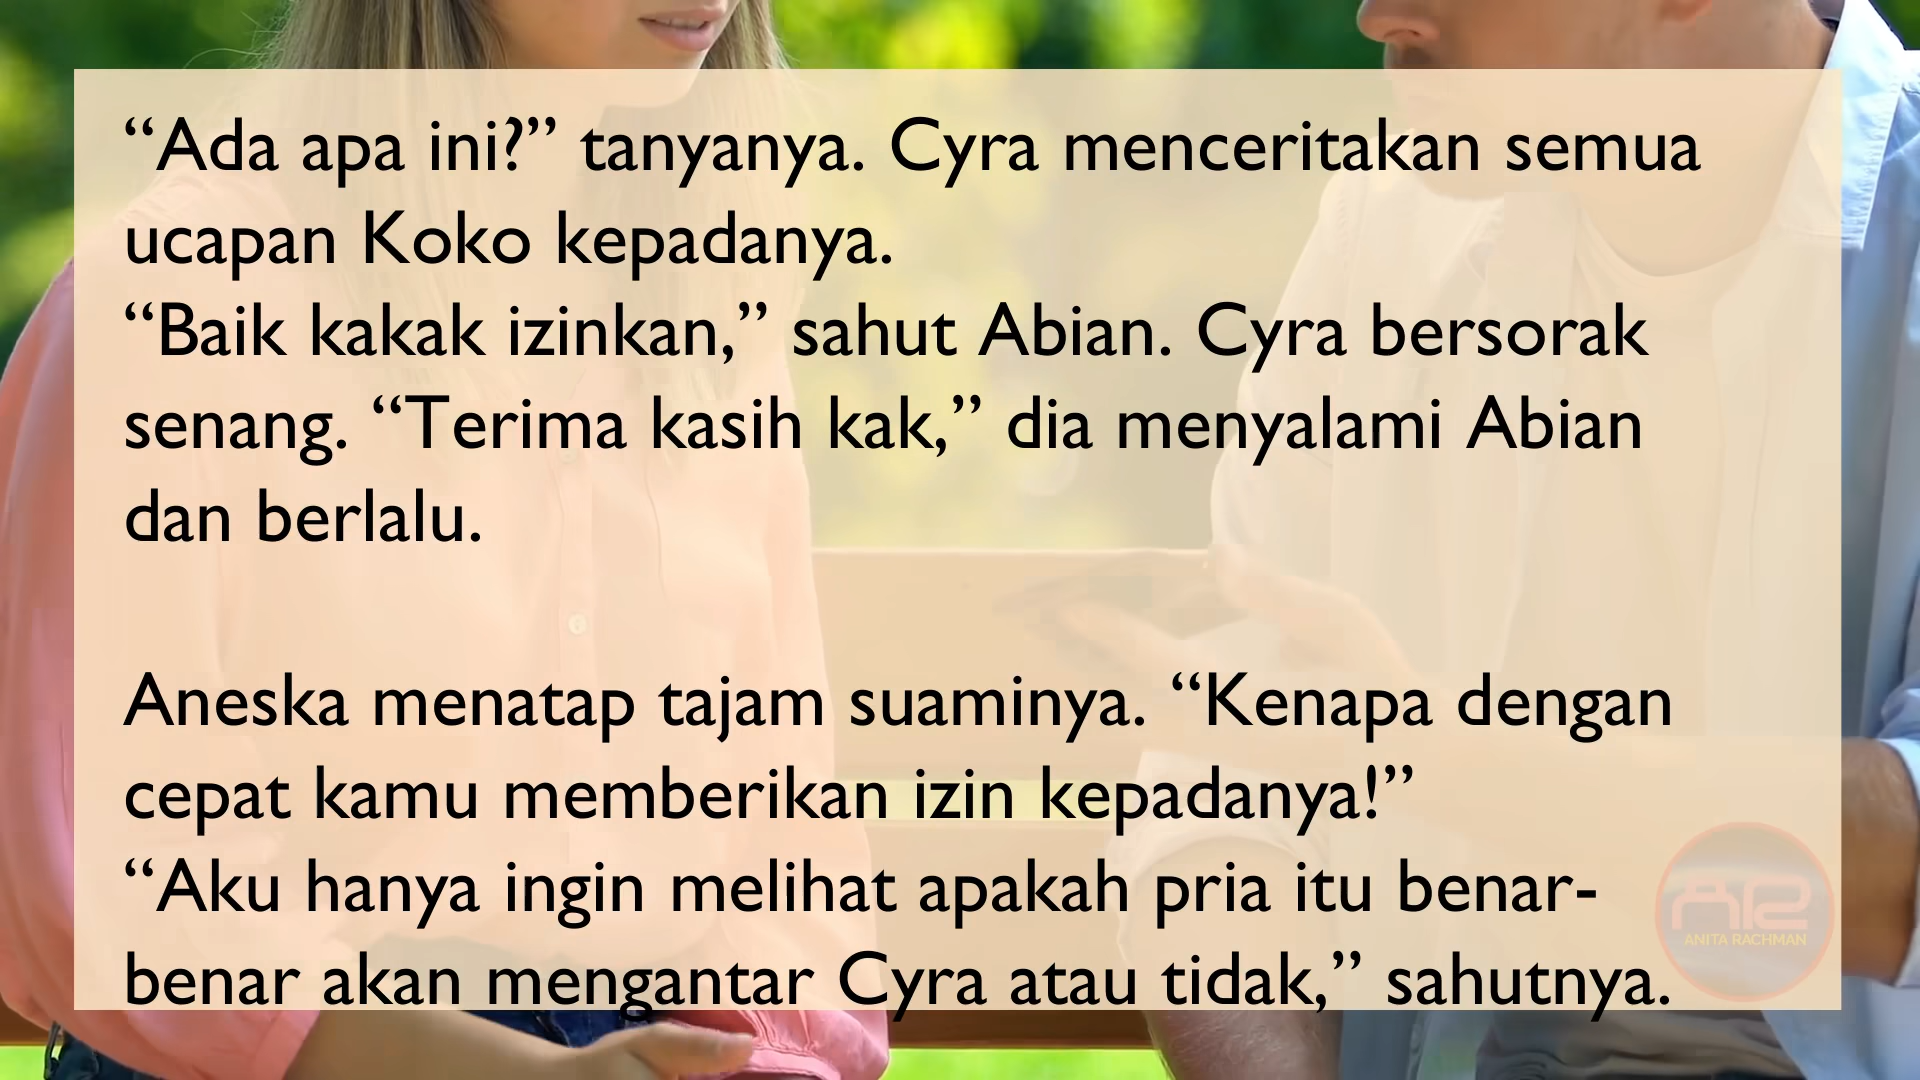 “Ada apa ini?” tanyanya. Cyra menceritakan semua
ucapan Koko kepadanya.
“Baik kakak izinkan,” sahut Abian. Cyra bersorak
senang. “Terima kasih kak,” dia menyalami Abian
dan berlalu.
Aneska menatap tajam suaminya. “Kenapa dengan
cepat kamu memberikan izin kepadanya!”
“Aku hanya ingin melihat apakah pria itu benar-
benar akan mengantar Cyra atau tidak,” sahutnya.
AR
ANITA RACHMAN